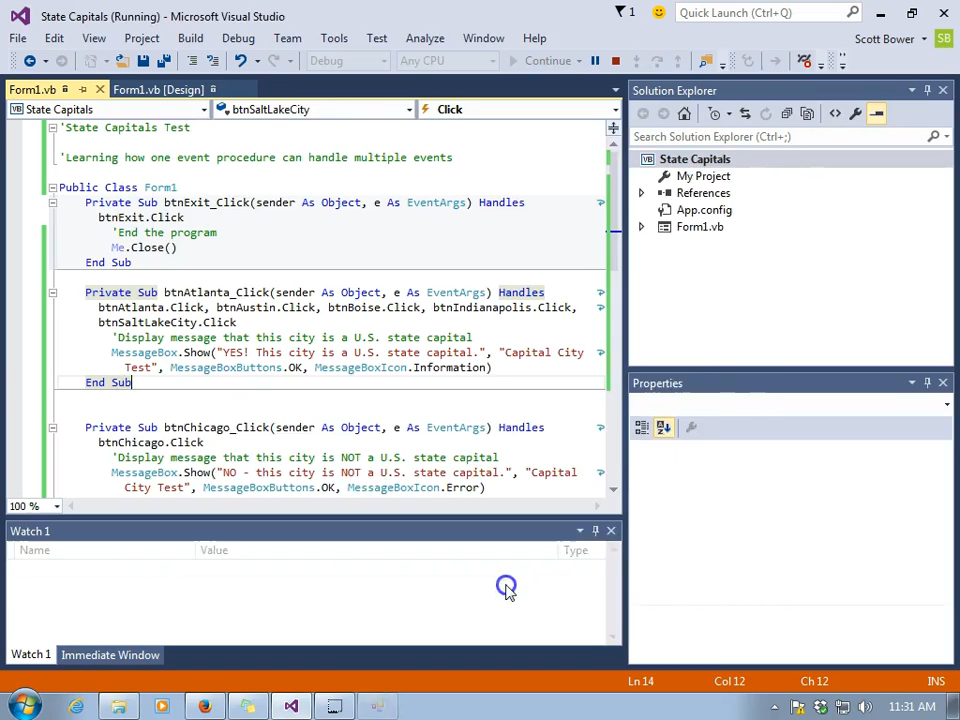 State Capitals (Running) - Microsoft Visual Studio
1
Quick Launch (Ctrl+Q)
File Edit View Project Build Debug Team Tools Test Analyze Window Help
Scott Bower
SB
Debug
Any CPU
Continue
Form1.vb
Form1.vb [Design]
State Capitals
btnSaltLakeCity
Click
'State Capitals Test
'Learning how one event procedure can handle multiple events
Public Class Form1
Private Sub btnExit_Click(sender As Object, e As EventArgs) Handles
btnExit.Click
'End the program
Me.Close()
End Sub
Private Sub btnAtlanta_Click(sender As Object, e As EventArgs) Handles
btnAtlanta.Click, btnAustin.Click, btnBoise.Click, btnIndianapolis.Click,
btnSaltLakeCity.Click
'Display message that this city is a U.S. state capital
MessageBox.Show("YES! This city is a U.S. state capital.", "Capital City
Test", MessageBoxButtons.OK, MessageBoxIcon.Information)
End Sub
Private Sub btnChicago_Click(sender As Object, e As EventArgs) Handles
btnChicago.Click
'Display message that this city is NOT a U.S. state capital
MessageBox.Show("NO - this city is NOT a U.S. state capital.", "Capital
City Test", MessageBoxButtons.OK, MessageBoxIcon.Error)
100 %
Solution Explorer
Search Solution Explorer (Ctrl+;)
State Capitals
My Project
References
App.config
Form1.vb
Properties
Watch 1
Name Value Type
Watch 1
Immediate Window
Ln 14 Col 12 Ch 12 INS
11:31 AM